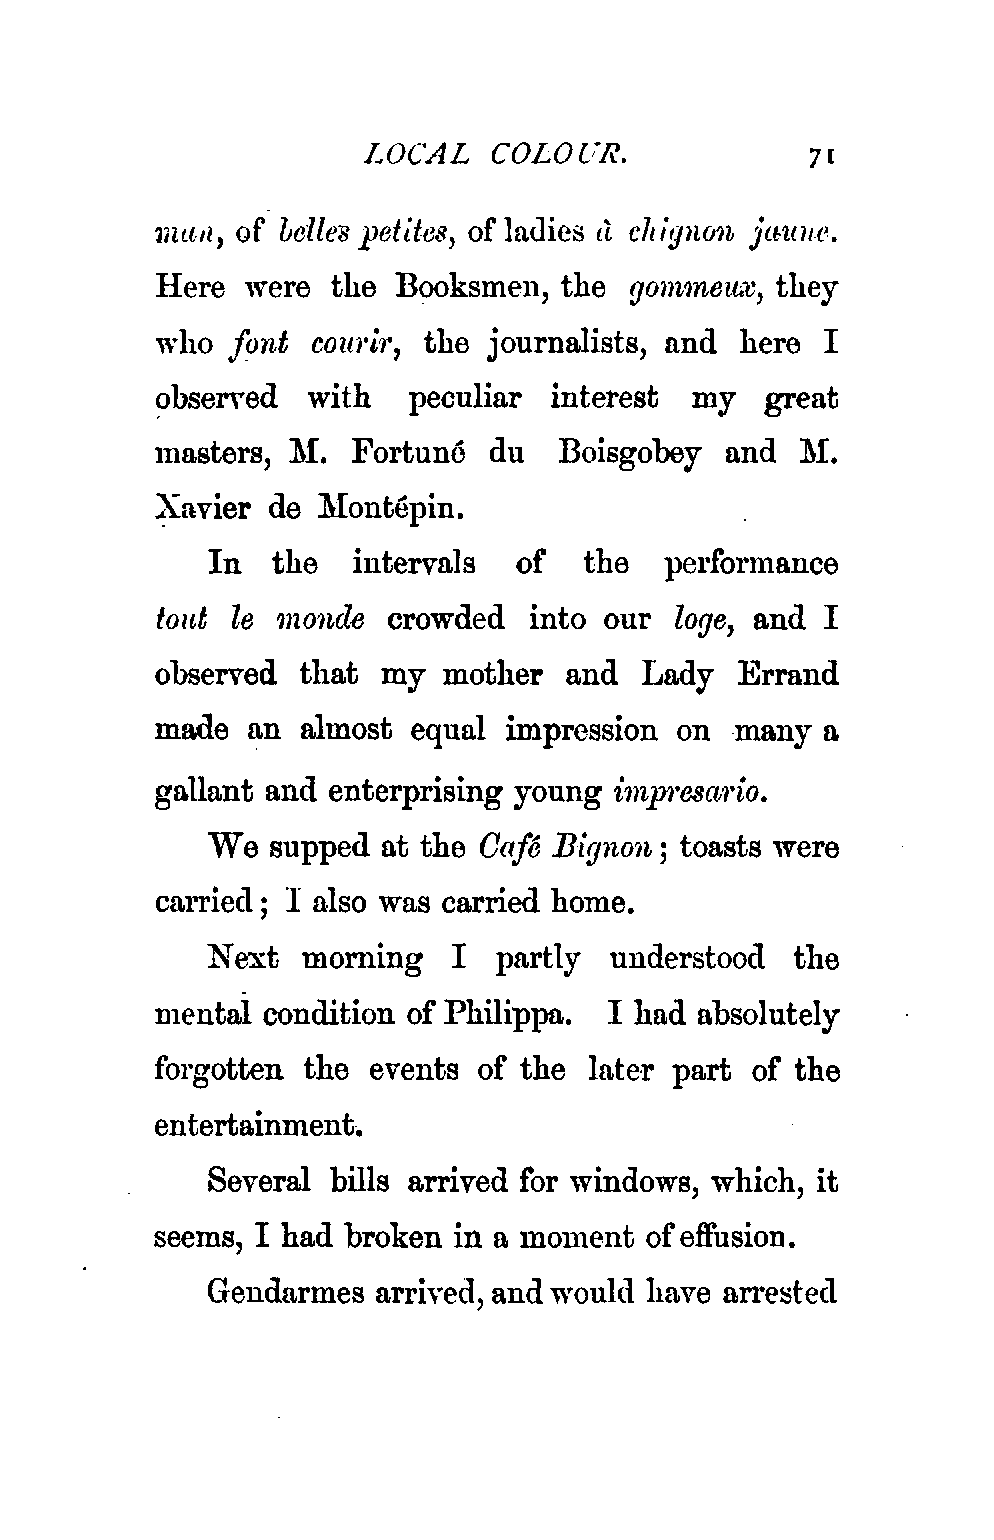 LOCAL COLOUR. 71
man, of belles petites, of ladies à chignon jaune.
Here were the Booksmen, the gommeux, they
who font courir, the journalists, and here I
observed with peculiar interest my great
masters, M. Fortuné du Boisgobey and M.
Xavier de Montépin.
In the intervals of the performance
tout le monde crowded into our loge, and I
observed that my mother and Lady Errand
made an almost equal impression on many a
gallant and enterprising young impresario.
We supped at the Café Bignon; toasts were
carried; I also was carried home.
Next morning I partly understood the
mental condition of Philippa. I had absolutely
forgotten the events of the later part of the
entertainment.
Several bills arrived for windows, which, it
seems, I had broken in a moment of effusion.
Gendarmes arrived, and would have arrested